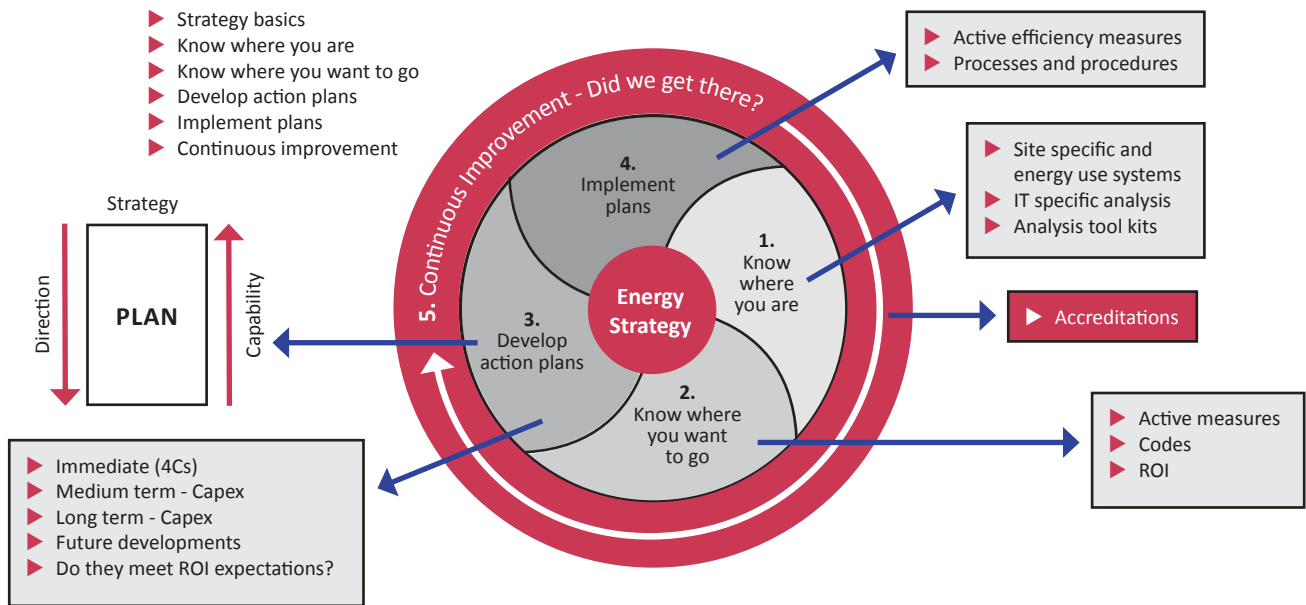 Strategy basics
Know where you are
Know where you want to go
Develop action plans
Implement plans
Continuous improvement
Strategy
Direction
PLAN
Capability
Immediate (4Cs)
Medium term - Capex
Long term - Capex
Future developments
Do they meet ROI expectations?
5. Continuous Improvement - Did we get there?
4.
Implement
plans
1.
Know
where
you are
Energy
Strategy
3.
Develop
action plans
2.
Know where
you want
to go
Active efficiency measures
Processes and procedures
Site specific and
energy use systems
IT specific analysis
Analysis tool kits
Accreditations
Active measures
Codes
ROI